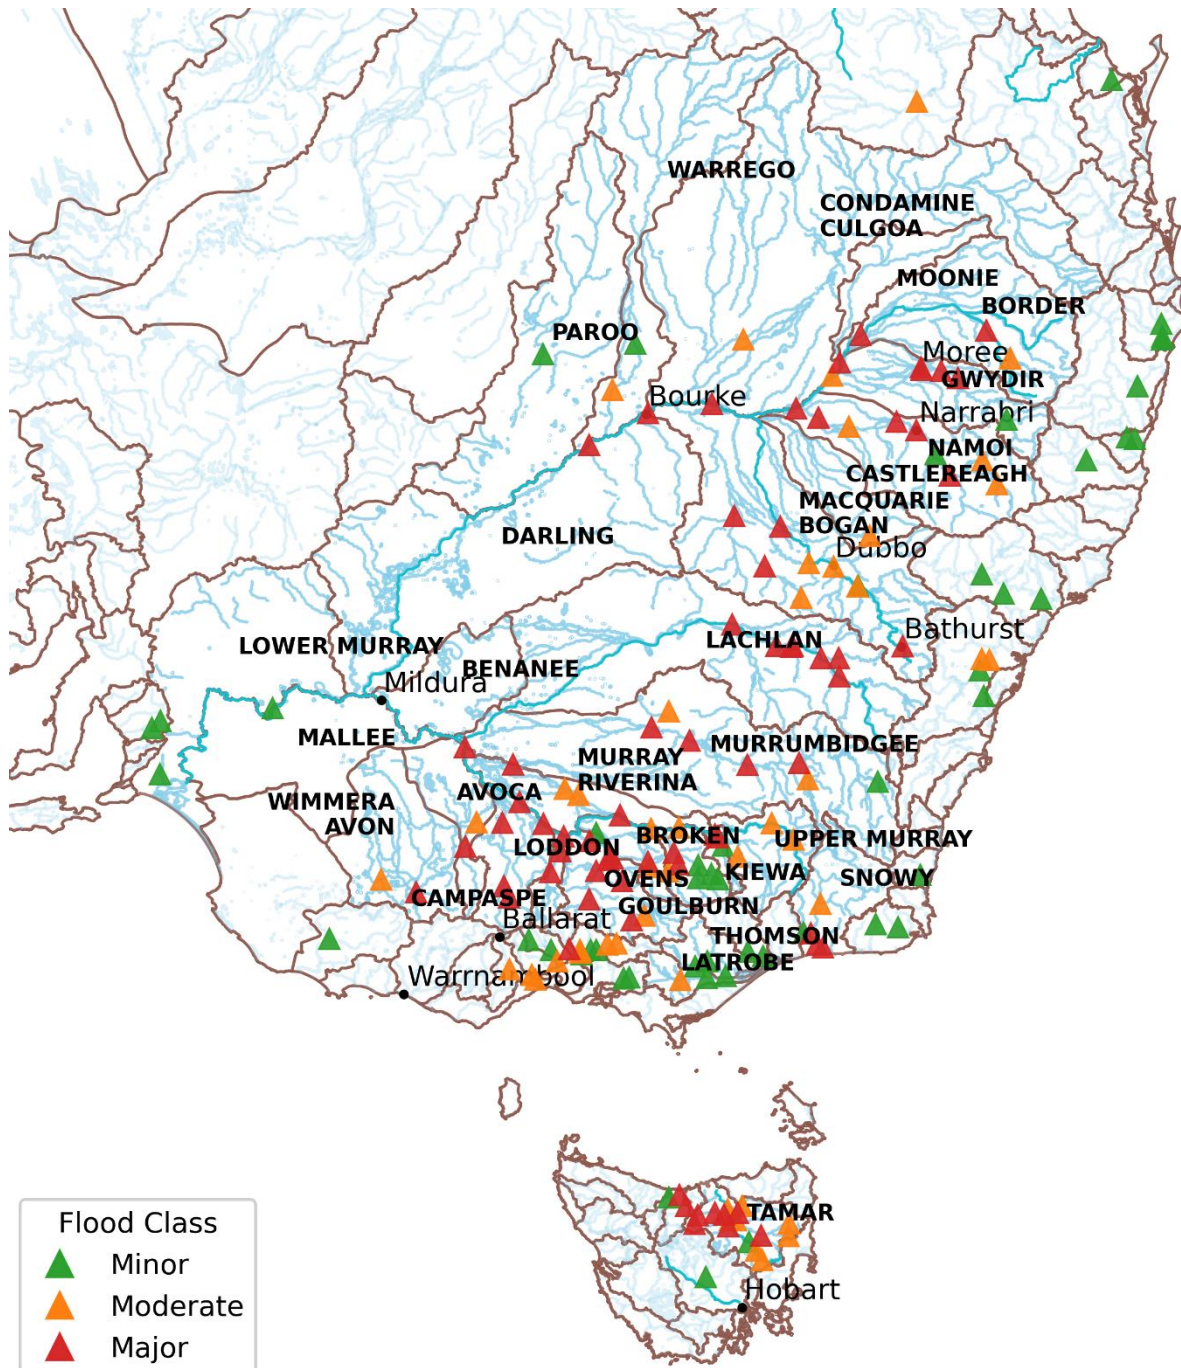 WARREGO
CONDAMINE
CULGOA
MOONIE
BORDER
PAROO
Moree
GWYDIR
Bourke
Narrabri
NAMOI
CASTLEREAGH
MACQUARIE
BOGAN
DARLING
Dubbo
Bathurst
LACHLAN
LOWER MURRAY
BENANEE
Mildura
MALLEE
MURRUMBIDGEE
MURRAY
RIVERINA
AVOCA
WIMMERA
AVON
BROKEN
UPPER MURRAY
LODDON
KIEWA
SNOWY
OVENS
CAMPASPE
GOULBURN
Ballarat
THOMSON
LATROBE
Warrnambool
TAMAR
Hobart
Flood Class
Minor
Moderate
Major